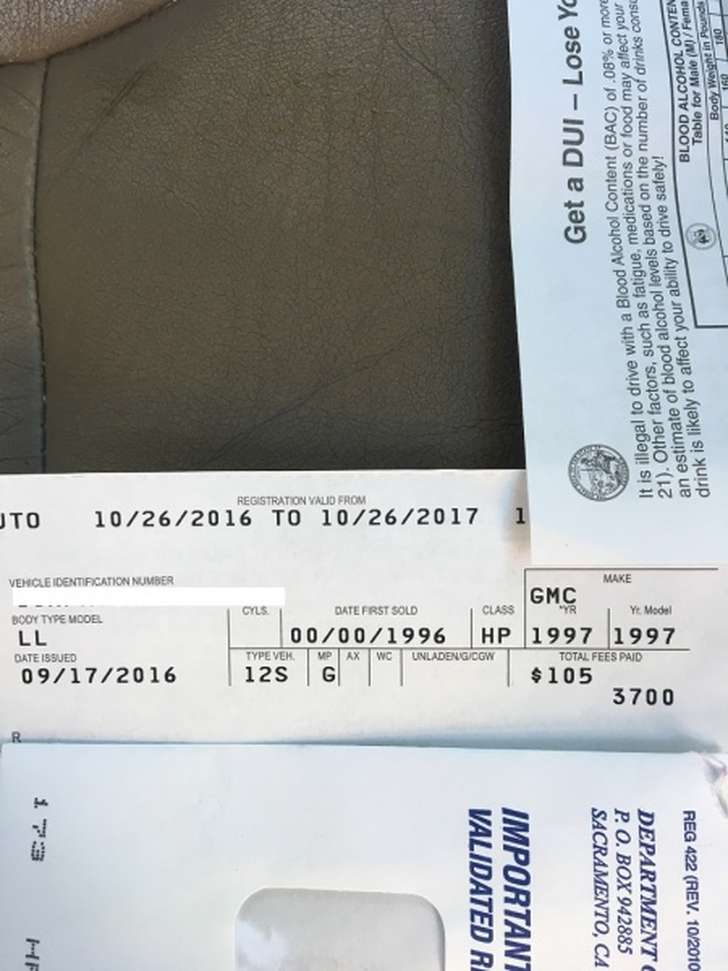 Get a DUI – Lose Yo
It is illegal to drive with a Blood Alcohol Content (BAC) of .08% or more
21). Other factors, such as fatigue, medications or food may affect your
an estimate of blood alcohol levels based on the number of drinks cons
drink is likely to affect your ability to drive safely!
BLOOD ALCOHOL CONTEN
Table for Male (M) / Fema
Body Weight in Pounds
160 180
REGISTRATION VALID FROM
UTO 10/26/2016 TO 10/26/2017 1
VEHICLE IDENTIFICATION NUMBER
MAKE
GMC
BODY TYPE MODEL CYLS. DATE FIRST SOLD CLASS *YR Yr. Model
LL 00/00/1996 HP 1997 1997
DATE ISSUED TYPE VEH. MP AX WC UNLADEN/G/CGW TOTAL FEES PAID
09/17/2016 12S G $105
3700
R
REG 422 (REV. 10/2010
DEPARTMENT
P. O. BOX 942885
SACRAMENTO, CA
IMPORTANT
VALIDATED R
173